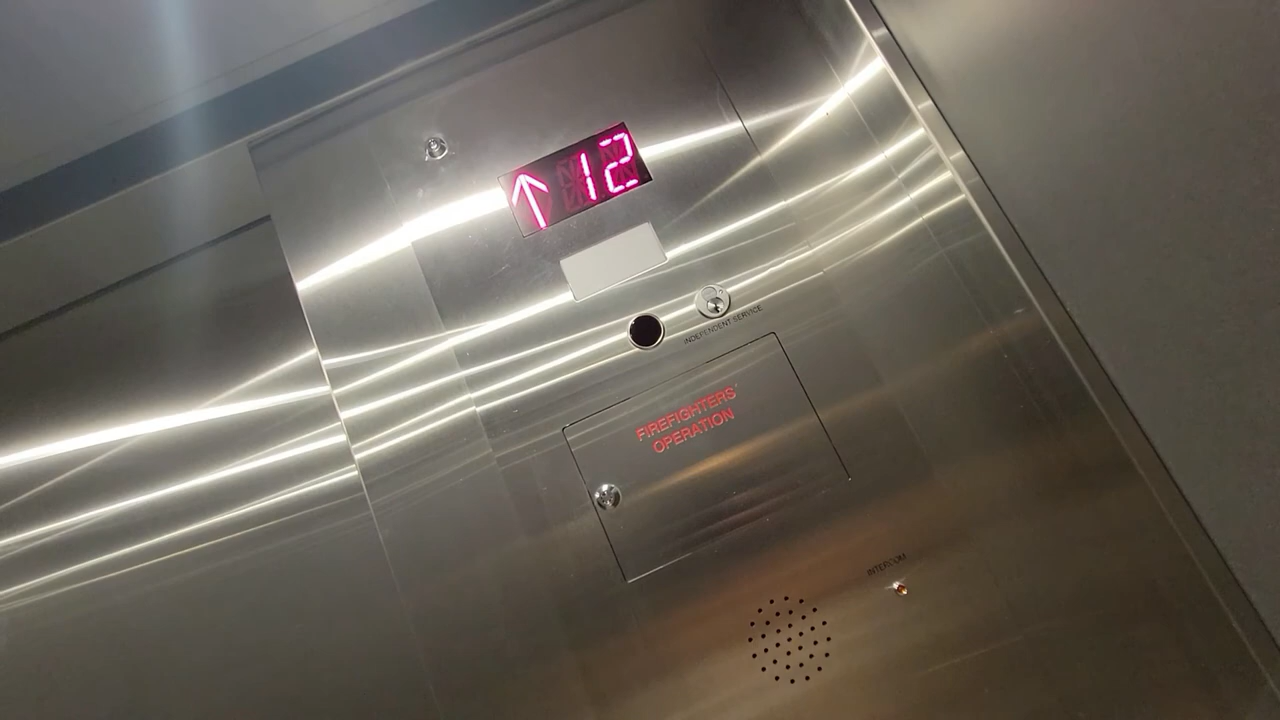 ↑12
INDEPENDENT SERVICE
FIREFIGHTERS'
OPERATION
INTERCOM